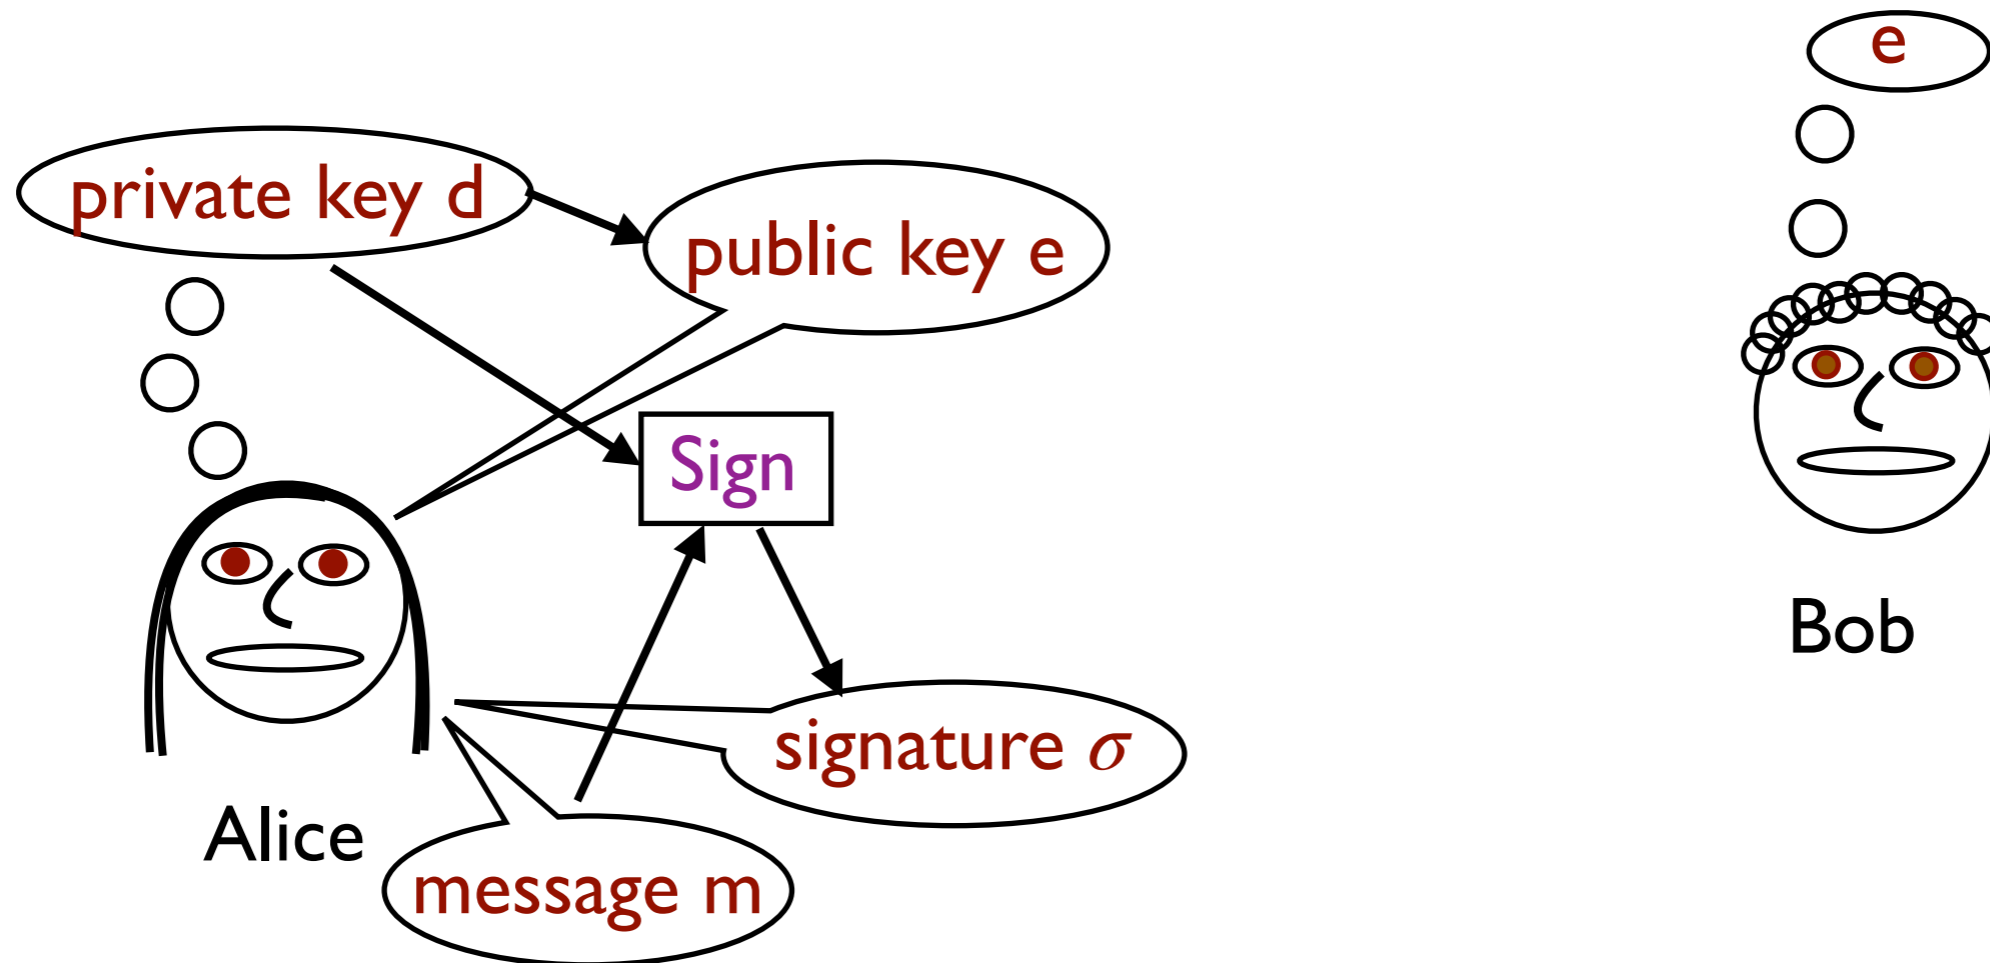 e
private key d
public key e
Sign
Bob
signature σ
Alice
message m